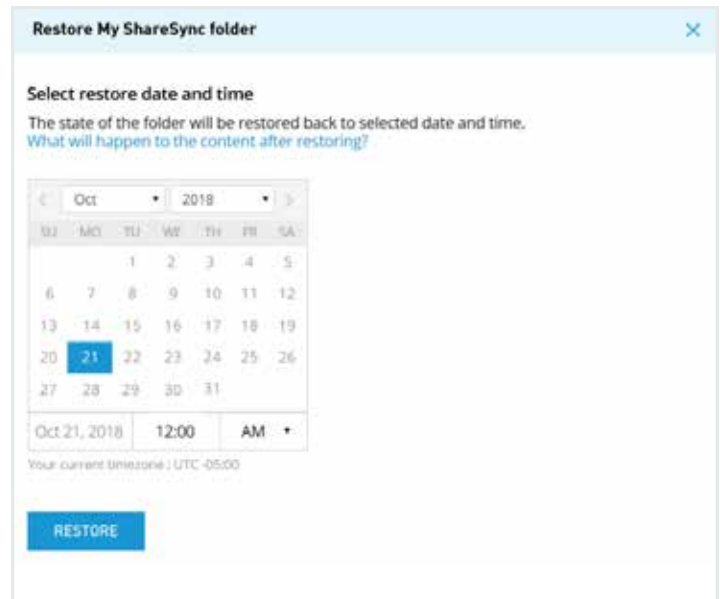 Restore My ShareSync folder
Select restore date and time
The state of the folder will be restored back to selected date and time.
What will happen to the content after restoring?
Oct 2018
SU MO TU WE TH FR SA
1 2 3 4 5
6 7 8 9 10 11 12
13 14 15 16 17 18 19
20 21 22 23 24 25 26
27 28 29 30 31
Oct 21, 2018 12:00 AM
Your current timezone : UTC -05:00
RESTORE